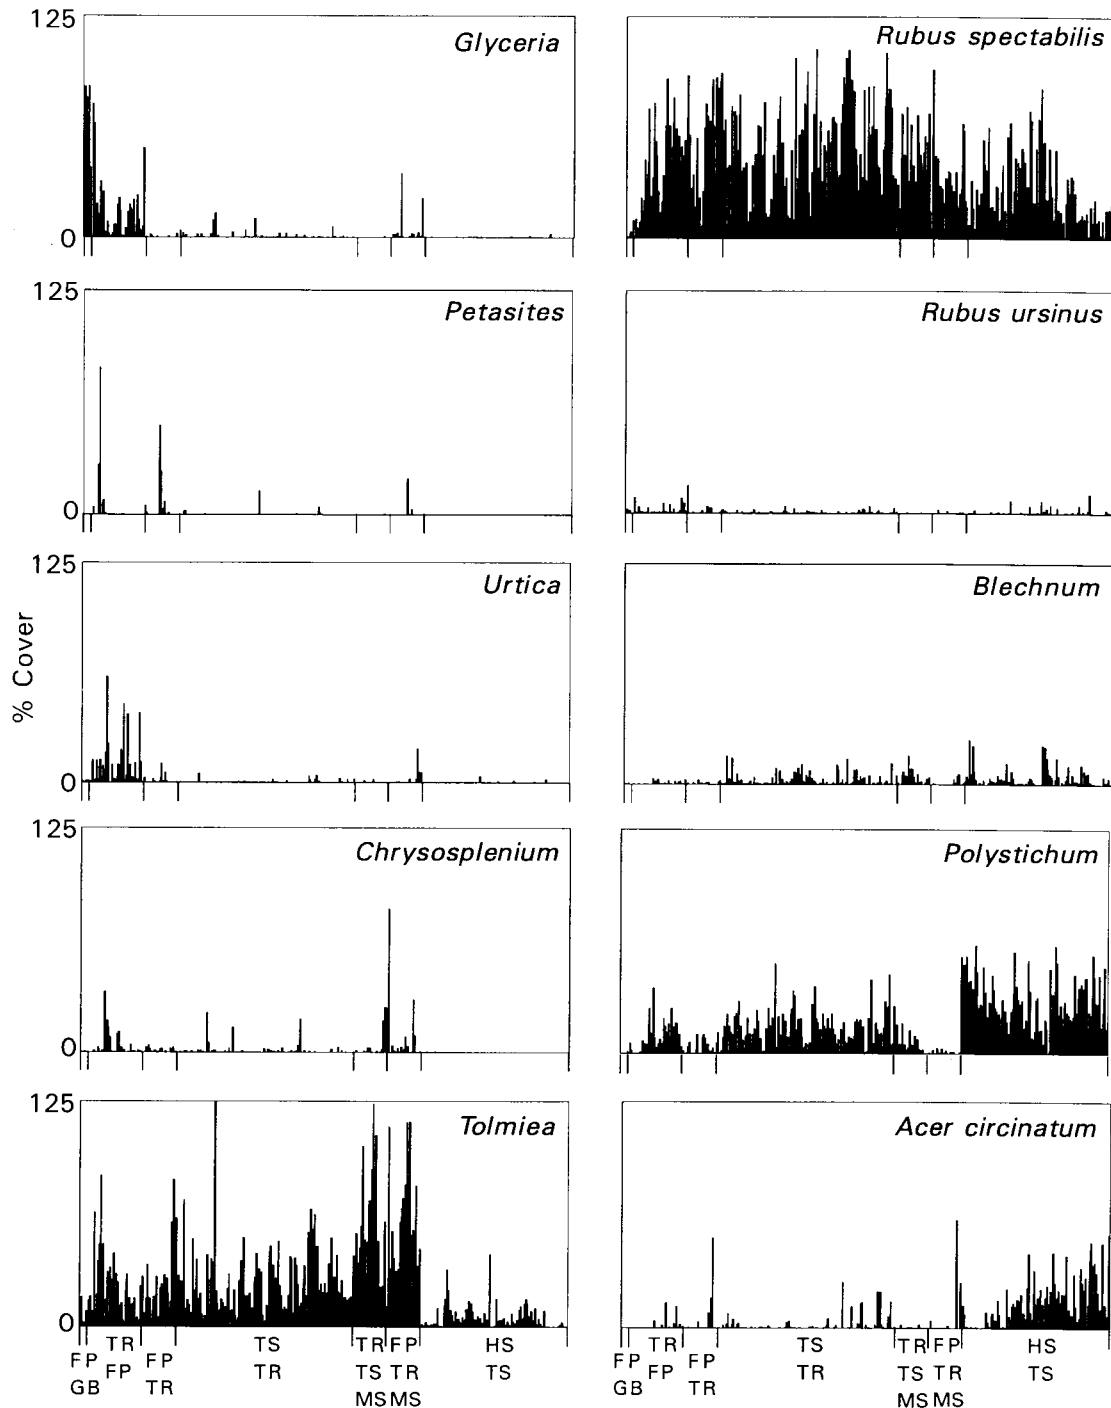 125
Glyceria
0
Rubus spectabilis
125
Petasites
0
Rubus ursinus
125
Urtica
0
Blechnum
% Cover
125
Chrysosplenium
0
Polystichum
125
Tolmiea
0
Acer circinatum
FP GB
TR FP
FP TR
TS TR
TR TS MS
FP TR MS
HS TS
FP GB
TR FP
FP TR
TS TR
TR TS MS
FP TR MS
HS TS